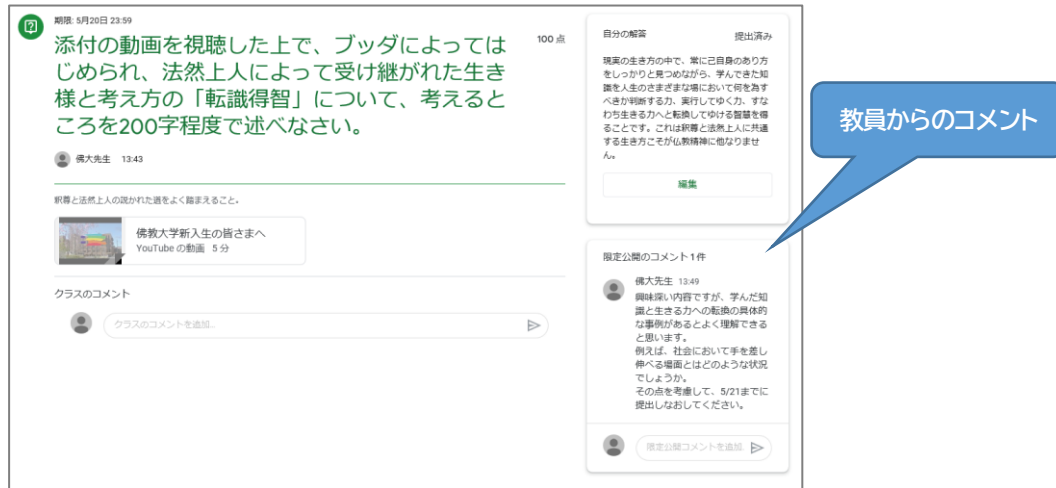 期限: 5月20日 23:59
添付の動画を視聴した上で、ブッダによっては
じめられ、法然上人によって受け継がれた生き
様と考え方の「転識得智」について、考えると
ころを200字程度で述べなさい。
100 点
佛大先生 13:43
釈尊と法然上人の説かれた道をよく踏まえること。
佛教大学新入生の皆さまへ
YouTube の動画 5 分
クラスのコメント
クラスのコメントを追加...
自分の解答
提出済み
現実の生き方の中で、常に己自身のあり方
をしっかりと見つめながら、学んできた知
識を人生のさまざまな場において何を為す
べきか判断する力、実行してゆく力、すな
わち生きる力へと転換してゆける智慧を得
ることです。これは釈尊と法然上人に共通
する生き方こそが仏教精神に他なりませ
ん。
編集
限定公開のコメント 1 件
佛大先生 13:49
興味深い内容ですが、学んだ知
識と生きる力への転換の具体的
な事例があるとよく理解できる
と思います。
例えば、社会において手を差し
伸べる場面とはどのような状況
でしょうか。
その点を考慮して、5/21までに
提出しなおしてください。
限定公開コメントを追加
教員からのコメント